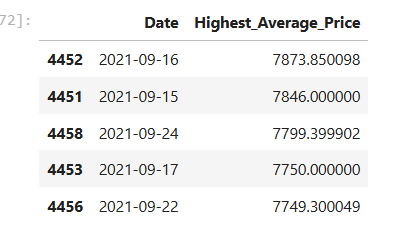 72]:
Date Highest_Average_Price
4452 2021-09-16 7873.850098
4451 2021-09-15 7846.000000
4458 2021-09-24 7799.399902
4453 2021-09-17 7750.000000
4456 2021-09-22 7749.300049